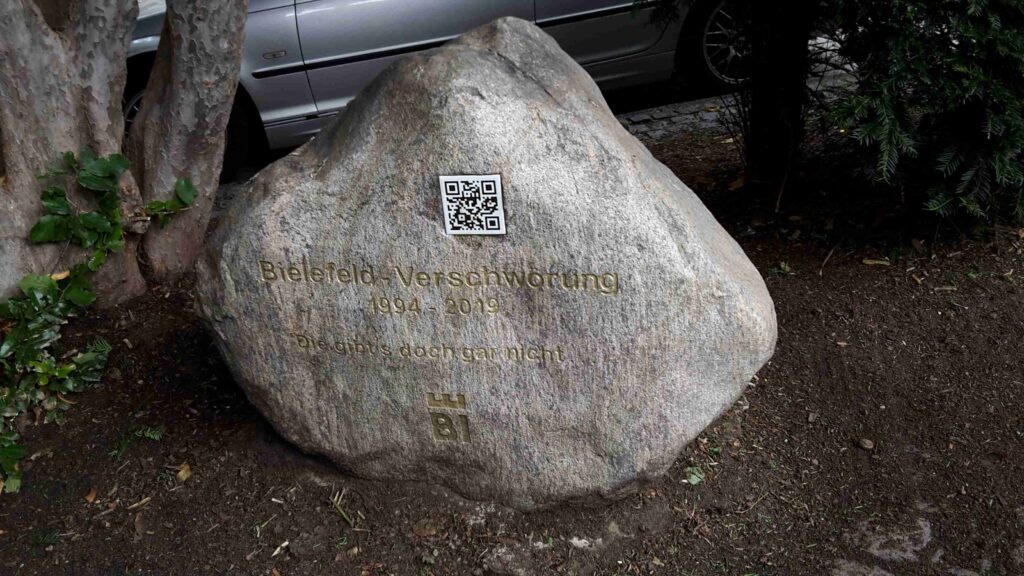 Bielefeld-Verschwörung
1994 - 2019
Die gibt's doch gar nicht
BI